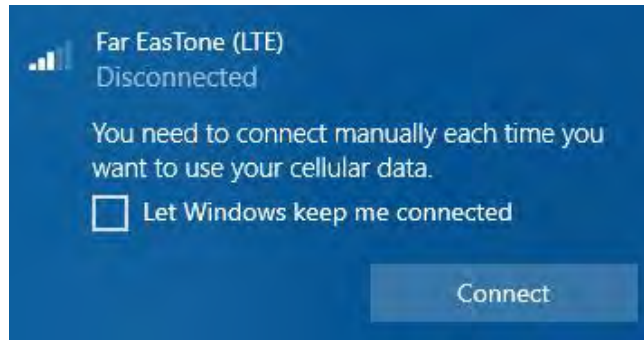 Far EasTone (LTE)
Disconnected
You need to connect manually each time you
want to use your cellular data.
Let Windows keep me connected
Connect